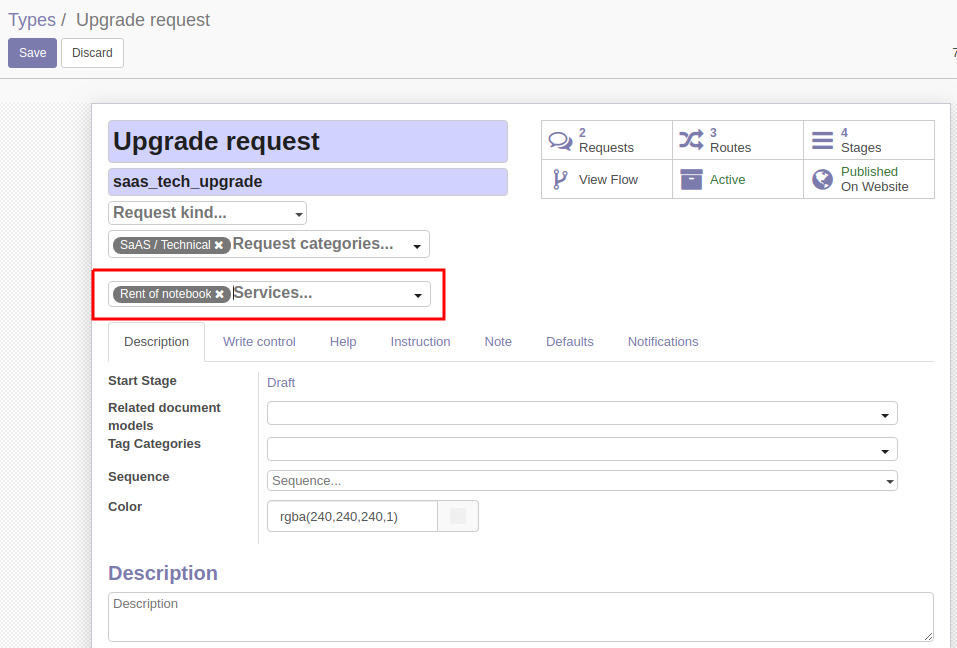 Types / Upgrade request
Save Discard
7
Upgrade request
saas_tech_upgrade
Request kind...
SaaS / Technical ✖ Request categories...
Rent of notebook ✖ Services...
2
Requests
3
Routes
4
Stages
View Flow
Active
Published
On Website
Description Write control Help Instruction Note Defaults Notifications
Start Stage Draft
Related document
models
Tag Categories
Sequence Sequence...
Color rgba(240,240,240,1)
Description
Description